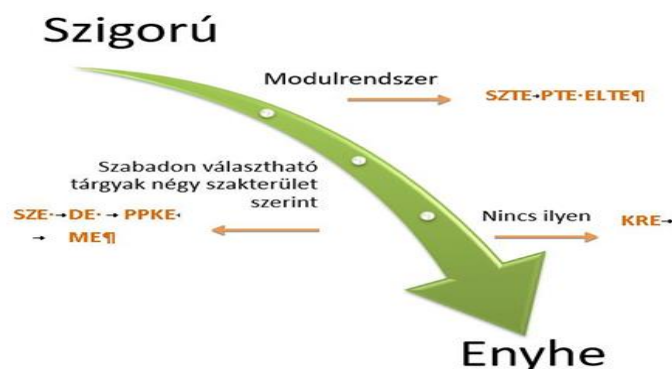 Szigorú
Modulrendszer
SZTE→PTE·ELTE¶
Szabadon választható
tárgyak négy szakterület
szerint
SZE·→DE·→PPKE·
→ ME¶
Nincs ilyen
KRE→
Enyhe